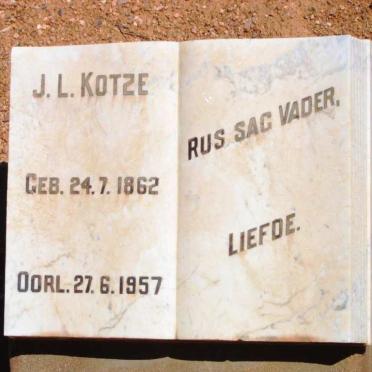 J. L. KOTZE
GEB. 24. 7. 1862
OORL. 27. 6. 1957
RUS SAG VADER,
LIEFDE.